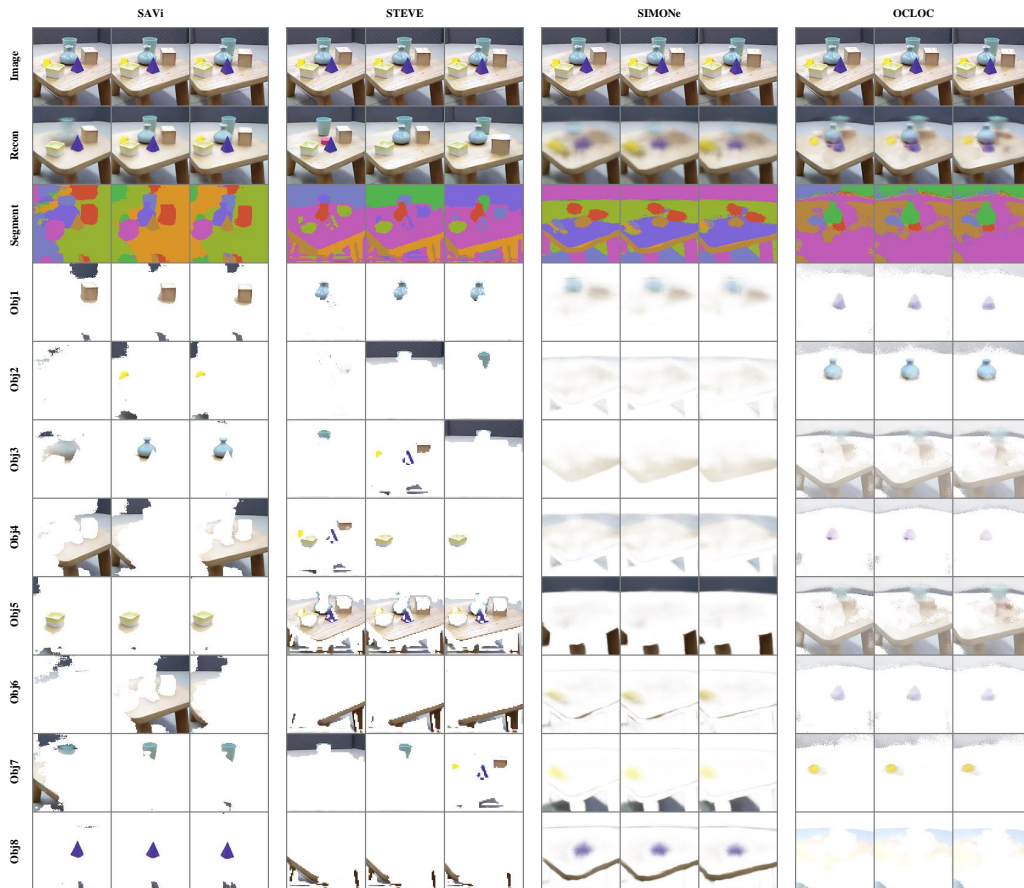 SAVi STEVE SIMONe OCLOC
Image
Recon
Segment
Obj1
Obj2
Obj3
Obj4
Obj5
Obj6
Obj7
Obj8